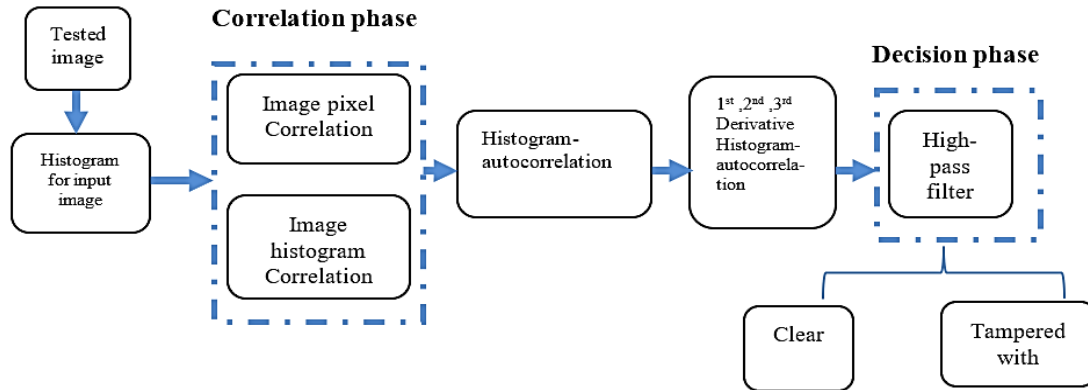 Tested
image
Histogram
for input
image
Correlation phase
Image pixel
Correlation
Image
histogram
Correlation
Histogram-
autocorrelation
1st ,2nd ,3rd
Derivative
Histogram-
autocorrela-
tion
Decision phase
High-
pass
filter
Clear
Tampered
with